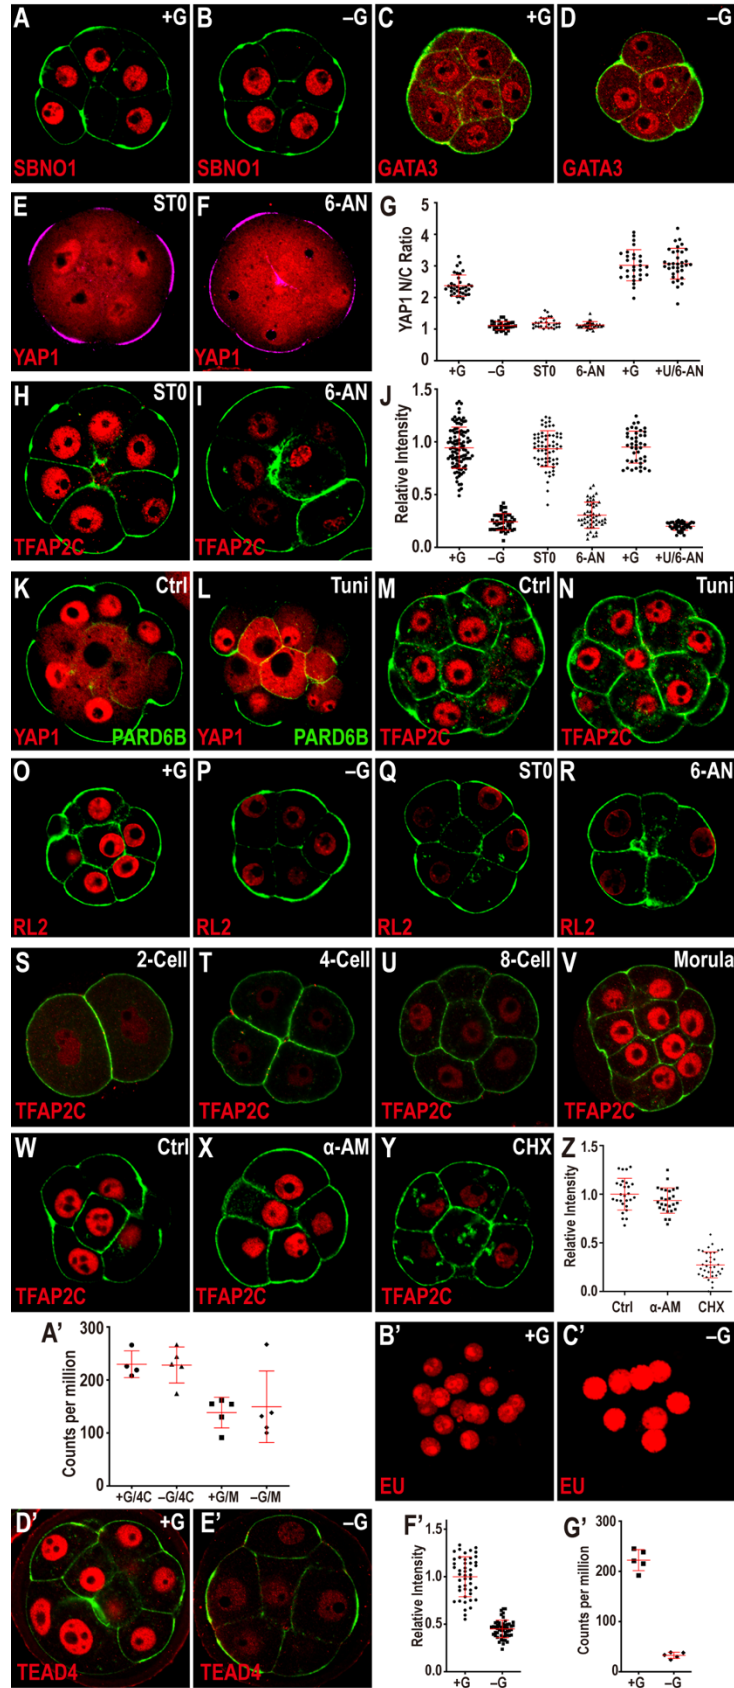 A +G
SBNO1
B –G
SBNO1
C +G
GATA3
D –G
GATA3
E ST0
YAP1
F 6-AN
YAP1
G
YAP1 N/C Ratio
5
4
3
2
1
0
+G –G ST0 6-AN +G +U/6-AN
H ST0
TFAP2C
I 6-AN
TFAP2C
J
Relative Intensity
1.5
1.0
0.5
0
+G –G ST0 6-AN +G +U/6-AN
K Ctrl
YAP1 PARD6B
L Tuni
YAP1 PARD6B
M Ctrl
TFAP2C
N Tuni
TFAP2C
O +G
RL2
P –G
RL2
Q ST0
RL2
R 6-AN
RL2
S 2-Cell
TFAP2C
T 4-Cell
TFAP2C
U 8-Cell
TFAP2C
V Morula
TFAP2C
W Ctrl
TFAP2C
X α-AM
TFAP2C
Y CHX
TFAP2C
Z
Relative Intensity
1.5
1.0
0.5
0.0
Ctrl α-AM CHX
A'
Counts per million
300
200
100
0
+G/4C –G/4C +G/M –G/M
B' +G
EU
C' –G
EU
D' +G
TEAD4
E' –G
TEAD4
F'
Relative Intensity
1.5
1.0
0.5
0.0
+G –G
G'
Counts per million
300
200
100
0
+G –G